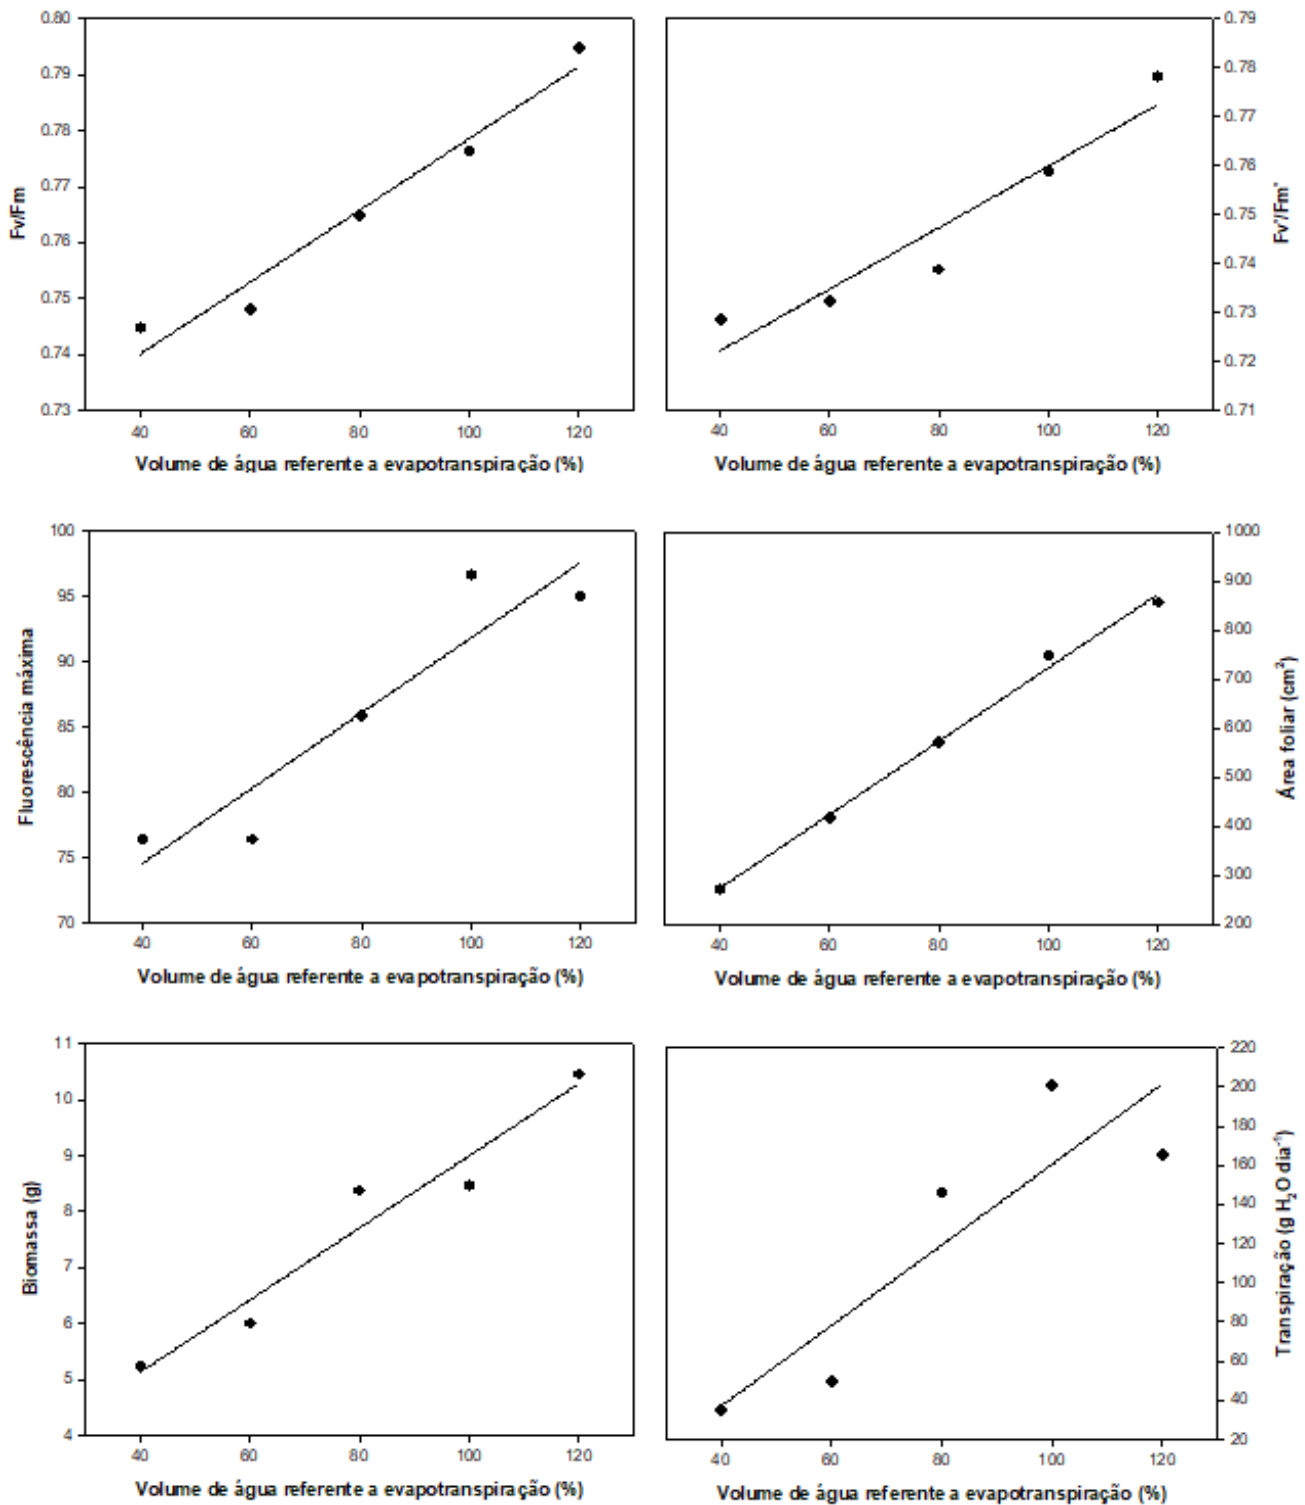 0.80
0.79
0.78
0.77
0.76
0.75
0.74
0.73
Fv/Fm
40 60 80 100 120
Volume de água referente a evapotranspiração (%)
0.79
0.78
0.77
0.76
0.75
0.74
0.73
0.72
0.71
Fv'/Fm'
40 60 80 100 120
Volume de água referente a evapotranspiração (%)
100
95
90
85
80
75
70
Fluorescência máxima
40 60 80 100 120
Volume de água referente a evapotranspiração (%)
1000
900
800
700
600
500
400
300
200
Área foliar (cm²)
40 60 80 100 120
Volume de água referente a evapotranspiração (%)
11
10
9
8
7
6
5
4
Biomassa (g)
40 60 80 100 120
Volume de água referente a evapotranspiração (%)
220
200
180
160
140
120
100
80
60
40
20
Transpiração (g H₂O dia⁻¹)
40 60 80 100 120
Volume de água referente a evapotranspiração (%)